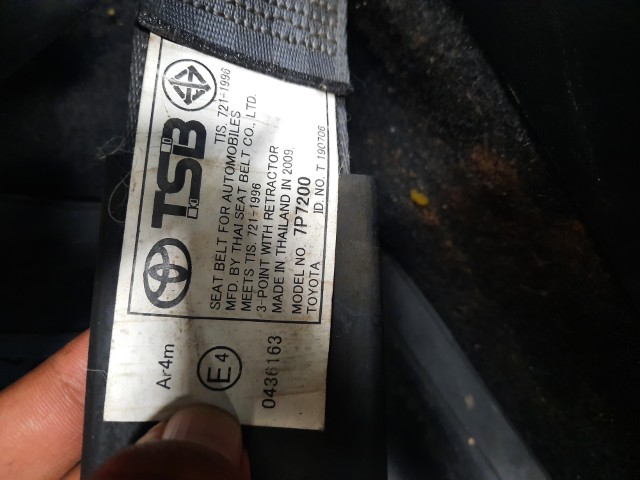 TSB
TIS. 721-1996
SEAT BELT FOR AUTOMOBILES
MFD. BY THAI SEAT BELT CO., LTD.
MEETS TIS. 721-1996
3-POINT WITH RETRACTOR
MADE IN THAILAND IN 2009.
MODEL NO. 7P7200
TOYOTA ID. NO. T 190706
Ar4m
E4
0436163